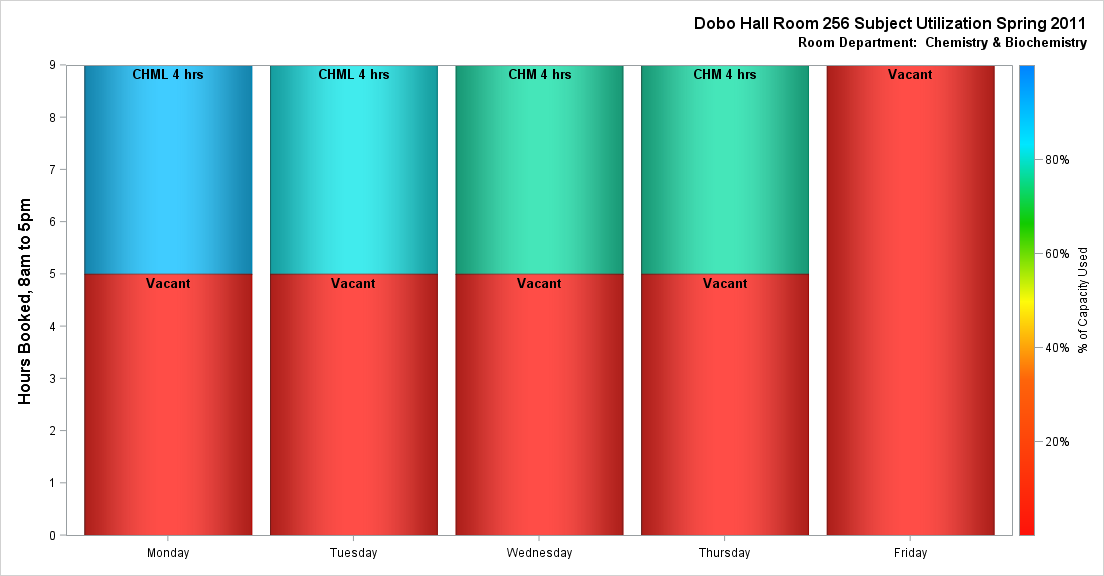 Dobo Hall Room 256 Subject Utilization Spring 2011
Room Department: Chemistry & Biochemistry
Hours Booked, 8am to 5pm
9
8
7
6
5
4
3
2
1
0
CHML 4 hrs
CHML 4 hrs
CHM 4 hrs
CHM 4 hrs
Vacant
Vacant
Vacant
Vacant
Vacant
Monday
Tuesday
Wednesday
Thursday
Friday
80%
60%
40%
20%
% of Capacity Used